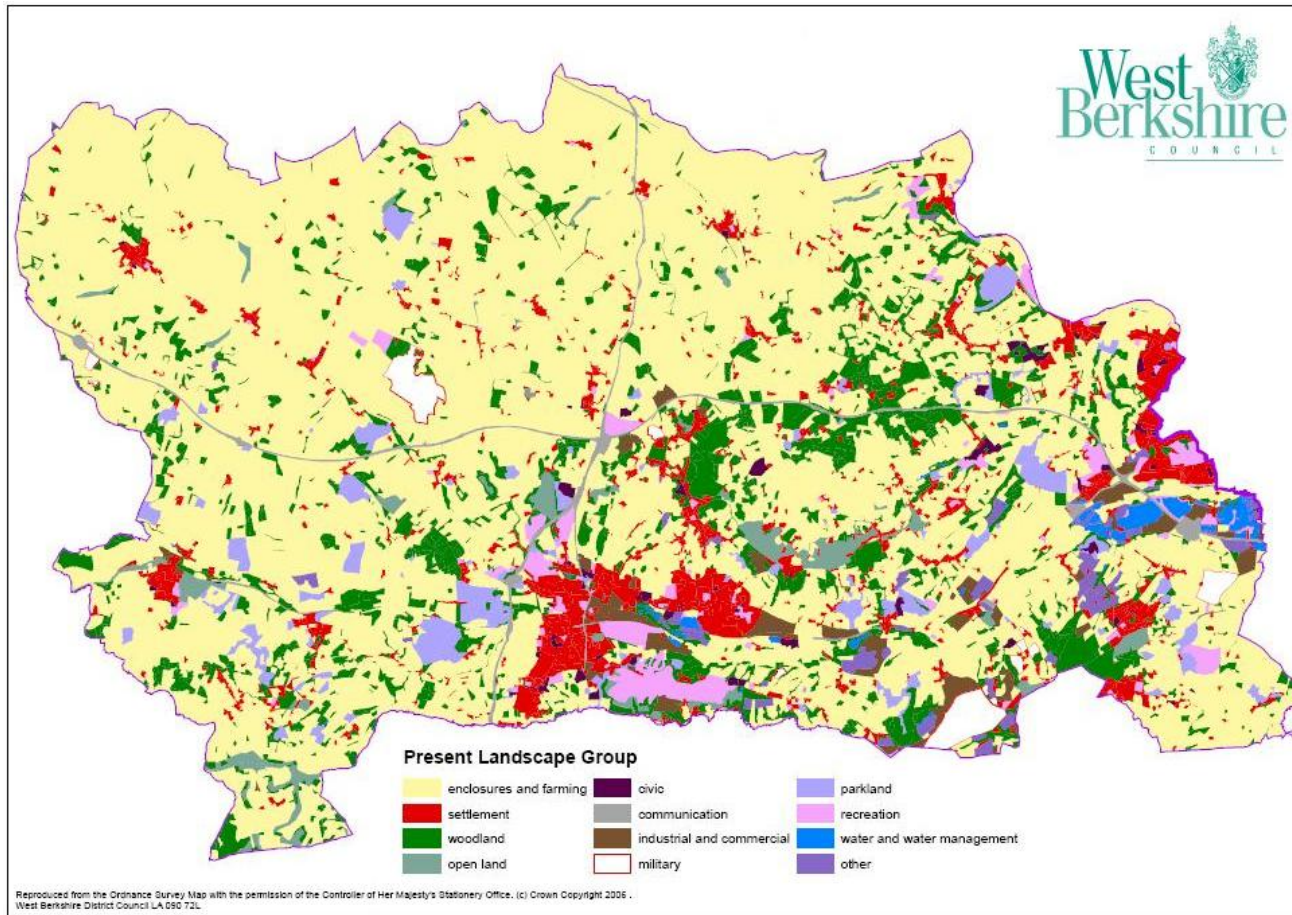 West
Berkshire
COUNCIL
Present Landscape Group
enclosures and farming
settlement
woodland
open land
civic
communication
industrial and commercial
military
parkland
recreation
water and water management
other
Reproduced from the Ordnance Survey Map with the permission of the Controller of Her Majesty's Stationery Office, (c) Crown Copyright 2006 .
West Berkshire District Council LA 090 72L